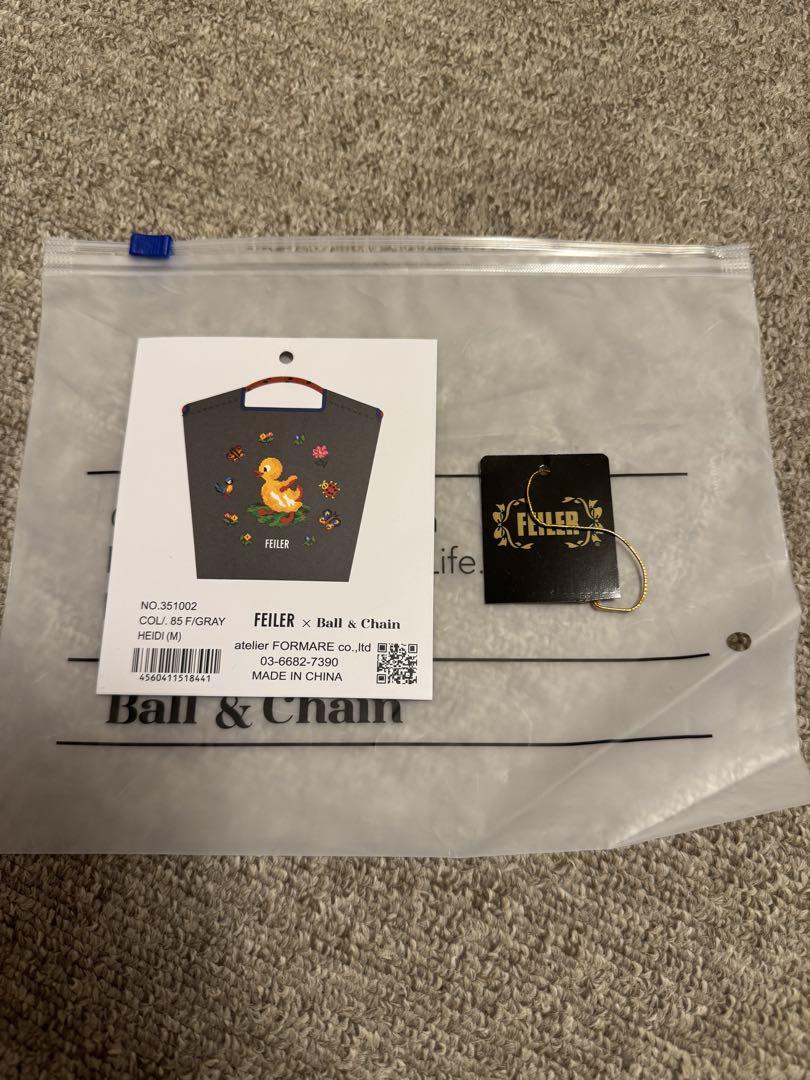 FEILER
NO.351002
COL/. 85 F/GRAY
HEIDI (M)
4560411518441
FEILER × Ball & Chain
atelier FORMARE co.,ltd
03-6682-7390
MADE IN CHINA
FEILER
Life.
Ball & Chain